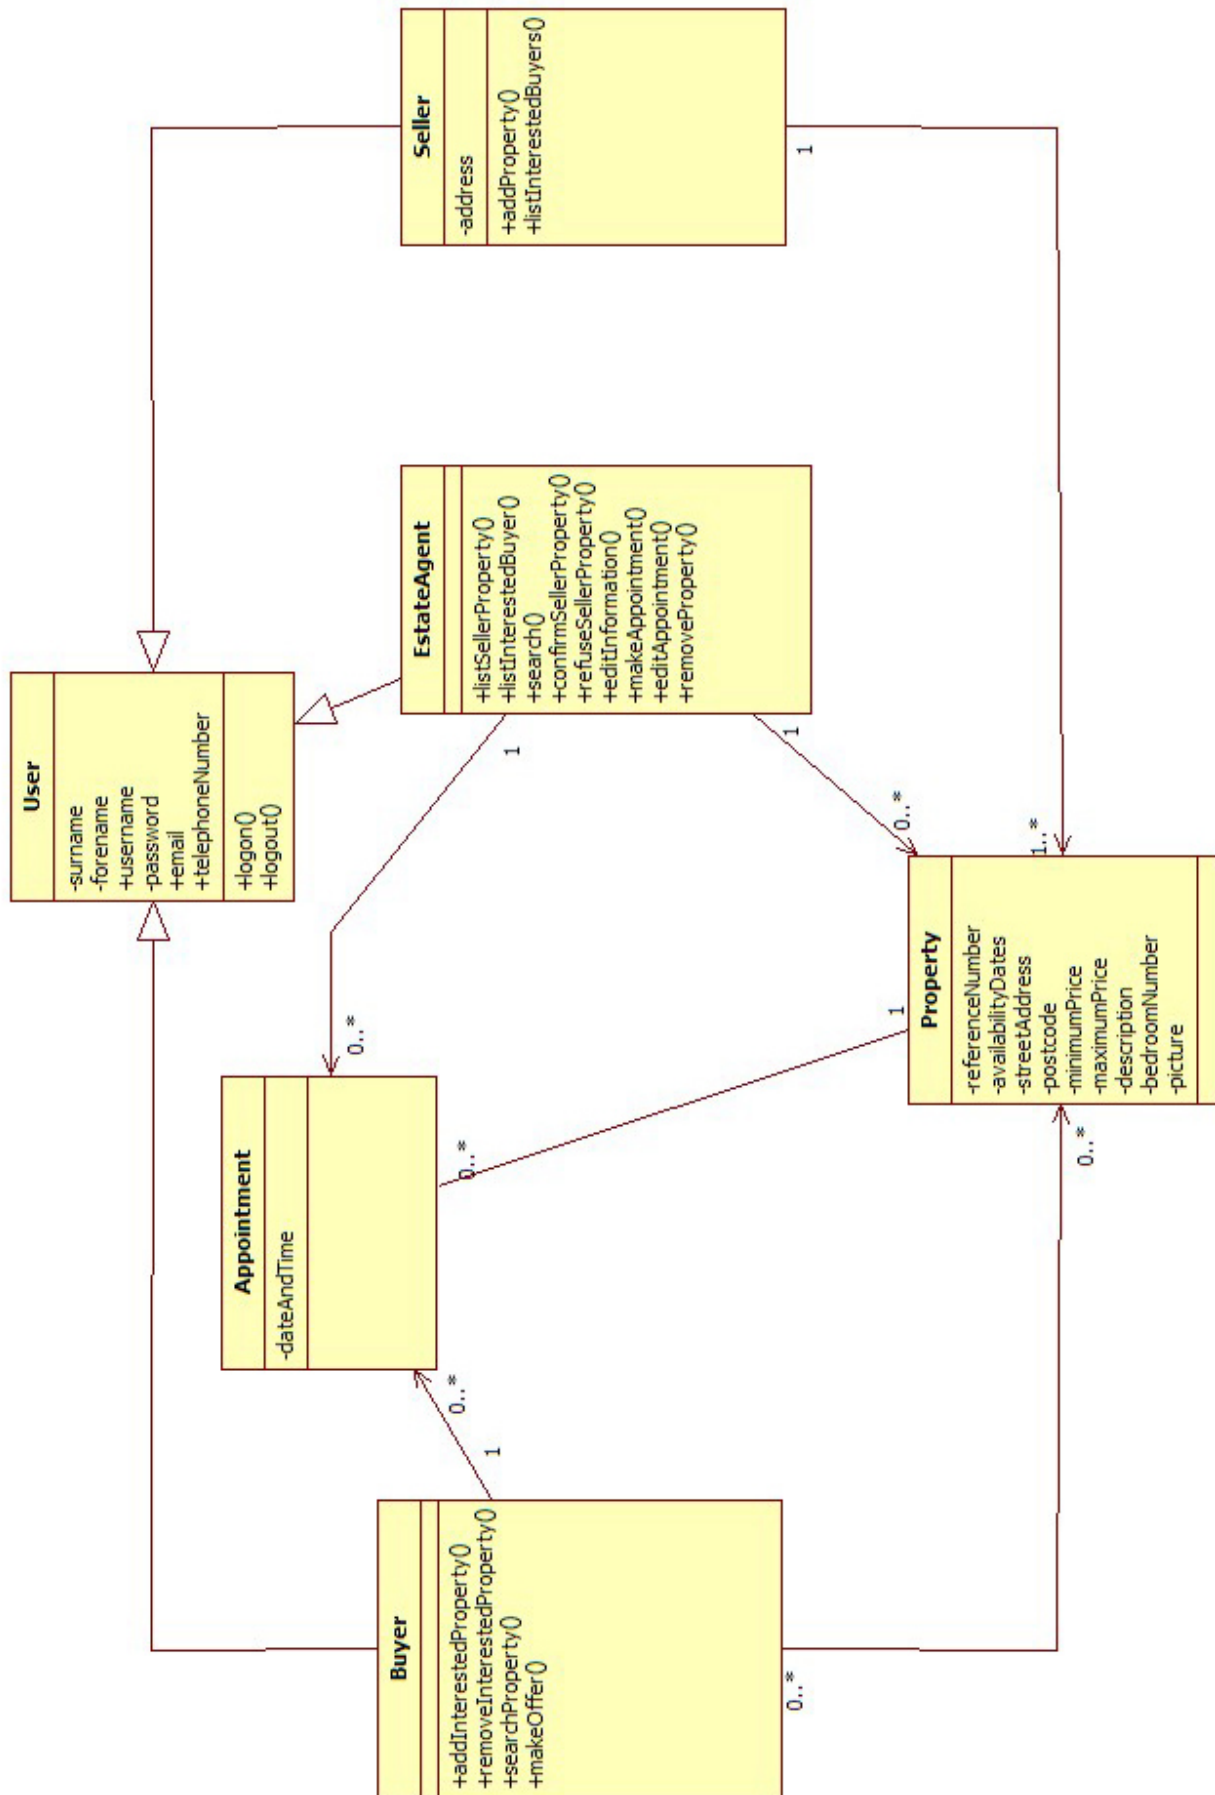 User
-surname
-forename
+username
-password
+email
+telephoneNumber
+logon()
+logout()
Buyer
+addInterestedProperty()
+removeInterestedProperty()
+searchProperty()
+makeOffer()
Appointment
-dateAndTime
EstateAgent
+listSellerProperty()
+listInterestedBuyer()
+search()
+confirmSellerProperty()
+refuseSellerProperty()
+editInformation()
+makeAppointment()
+editAppointment()
+removeProperty()
Seller
-address
+addProperty()
+listInterestedBuyers()
1
0..*
0..*
1
0..*
1
1
0..*
1
1
0..*
1..*
0..*
0..*
Property
-referenceNumber
-availabilityDates
-streetAddress
-postcode
-minimumPrice
-maximumPrice
-description
-bedroomNumber
-picture